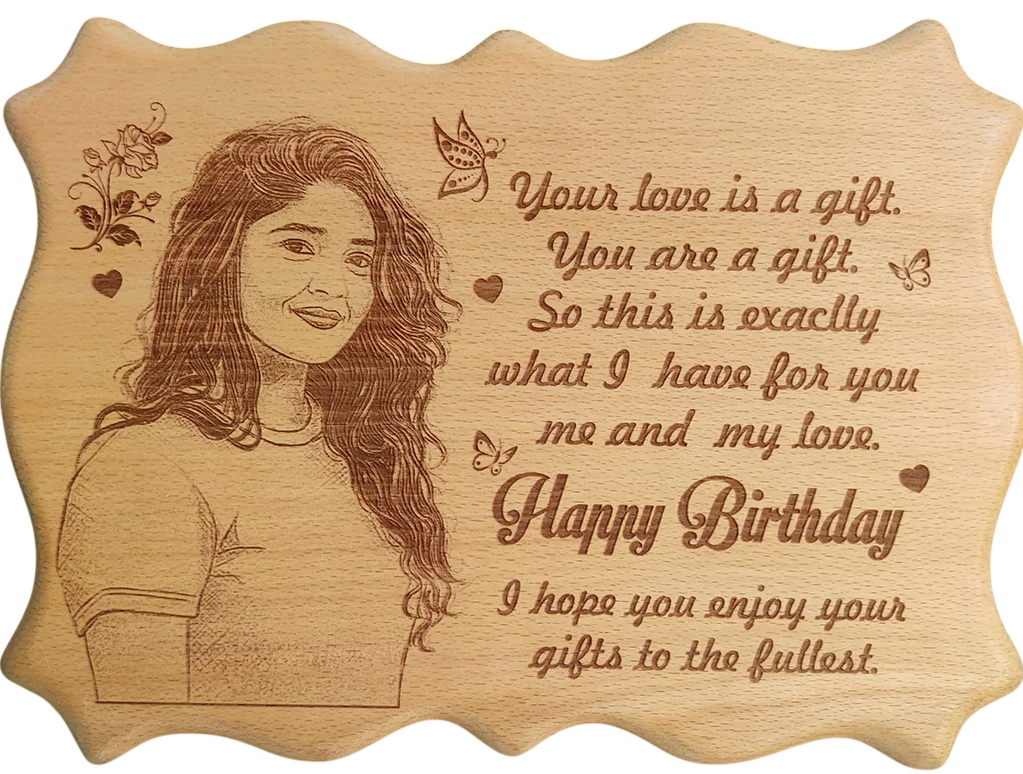 Your love is a gift.
You are a gift.
So this is exaclly
what I have for you
me and my love.
Happy Birthday
I hope you enjoy your
gifts to the fullest.